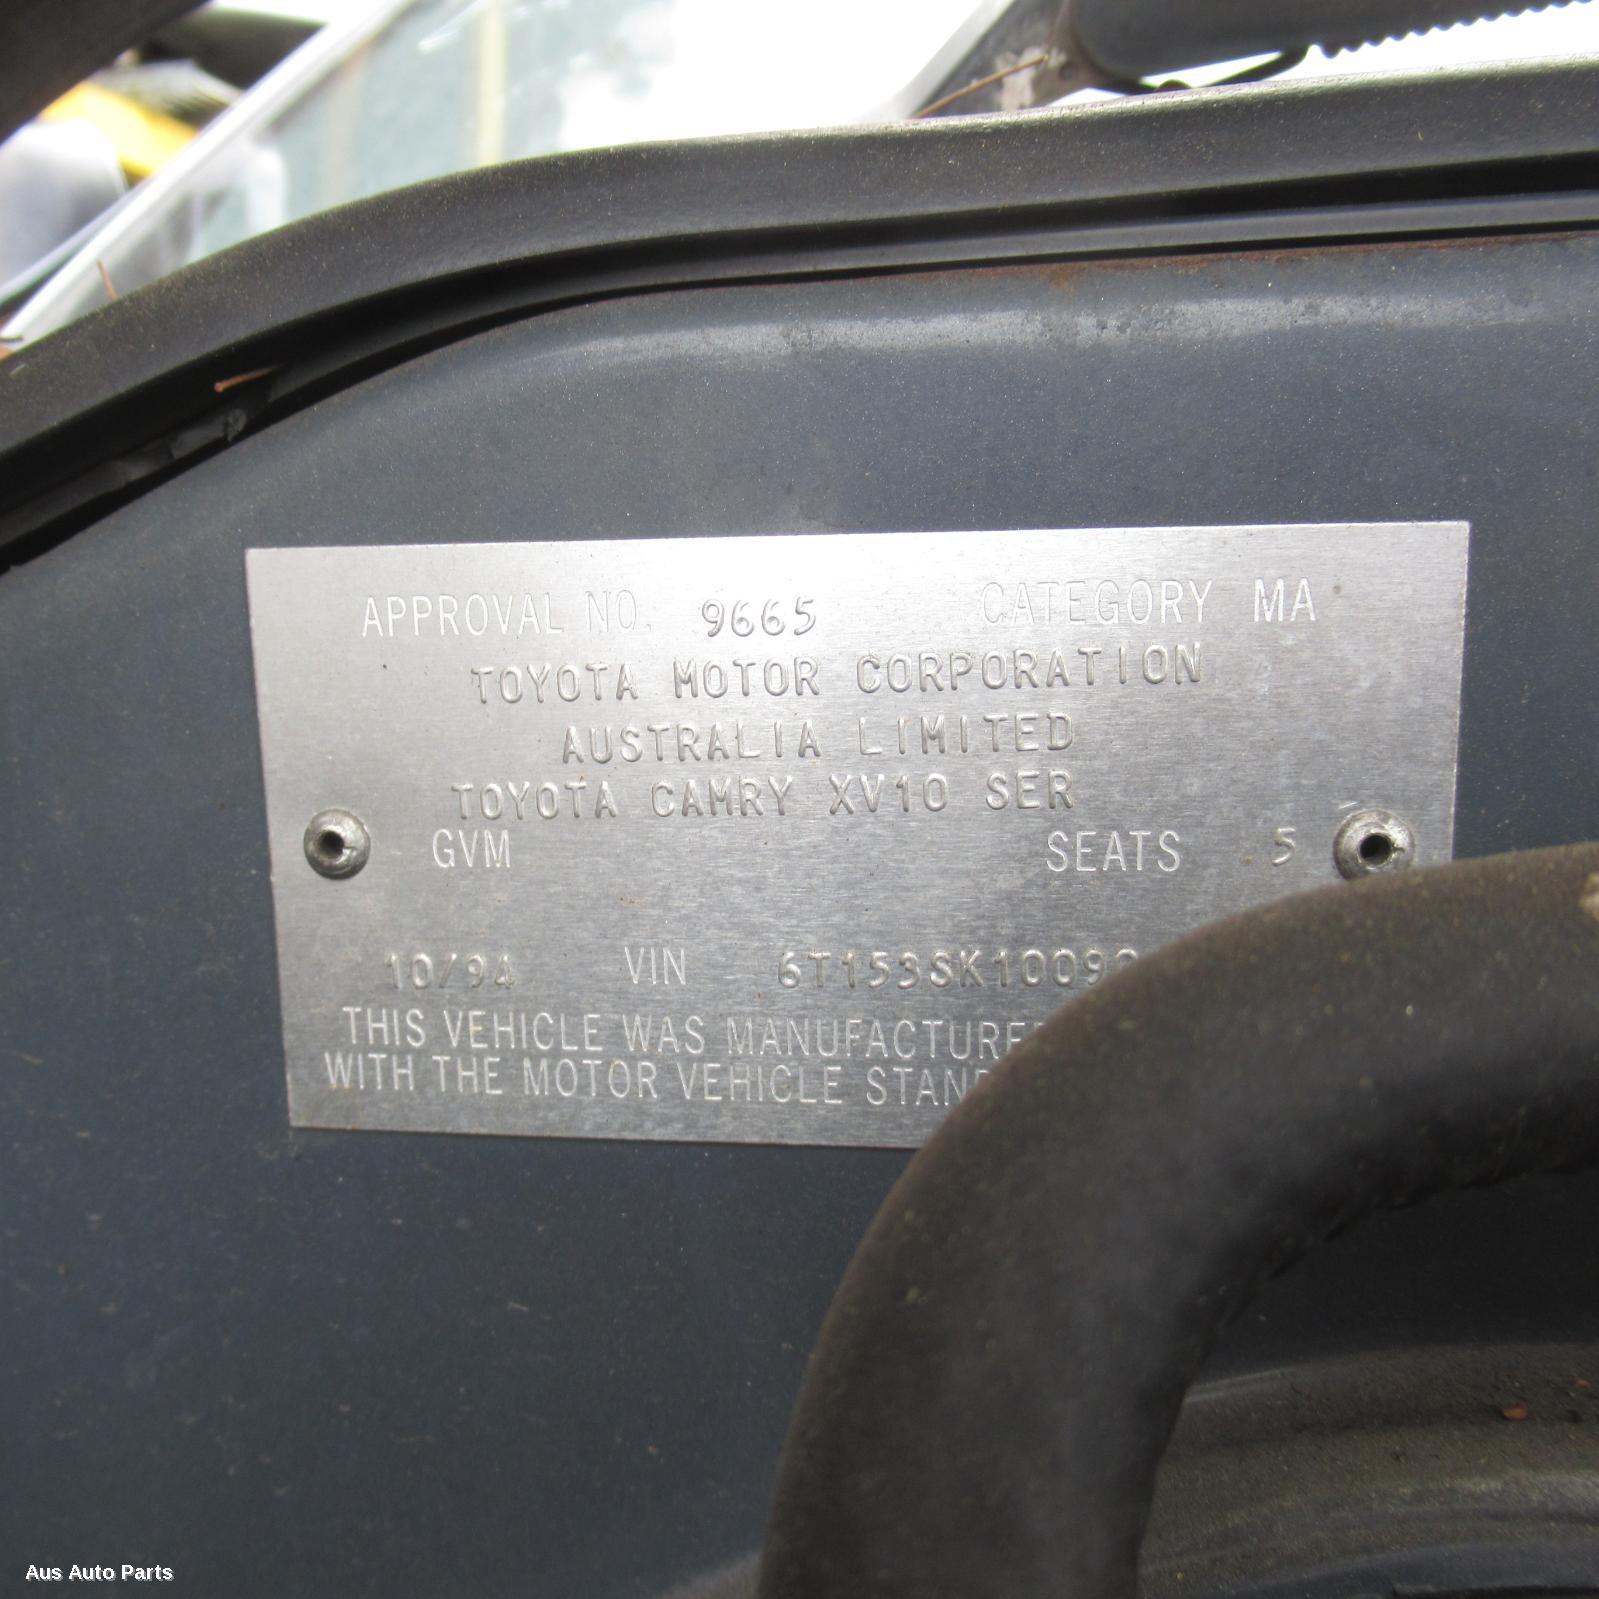 APPROVAL NO. 9665 CATEGORY MA
TOYOTA MOTOR CORPORATION
AUSTRALIA LIMITED
TOYOTA CAMRY XV10 SER
GVM SEATS 5
10/94 VIN
THIS VEHICLE WAS
WITH THE MOTOR VEHICLE
Aus Auto Parts